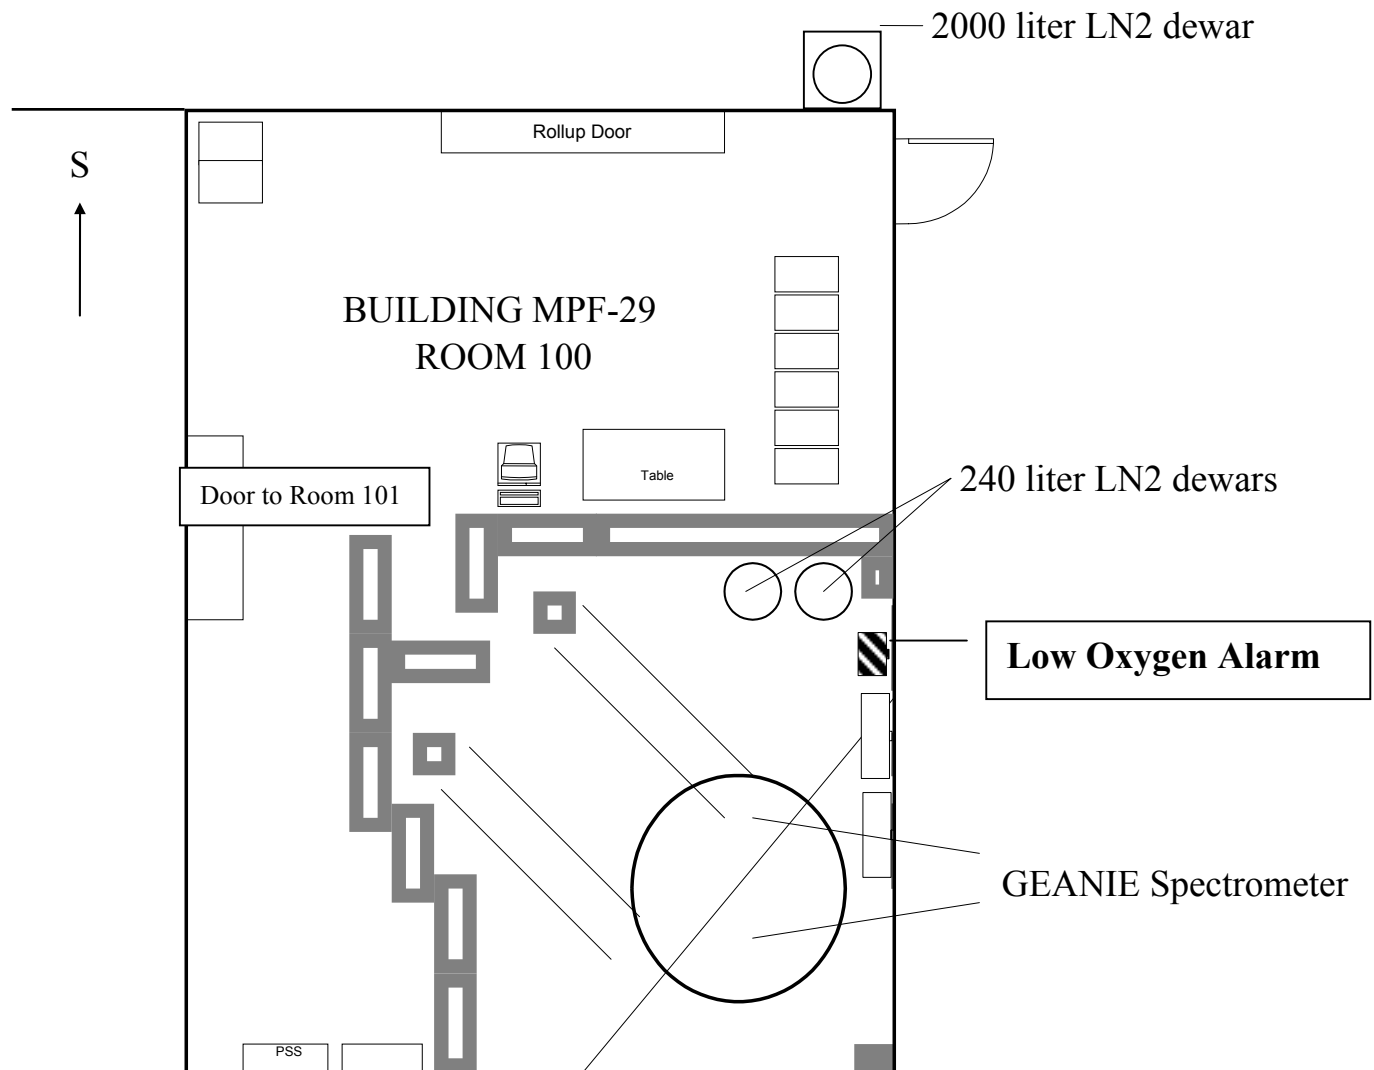 2000 liter LN2 dewar
Rollup Door
S
BUILDING MPF-29
ROOM 100
Table
240 liter LN2 dewars
Door to Room 101
Low Oxygen Alarm
GEANIE Spectrometer
PSS